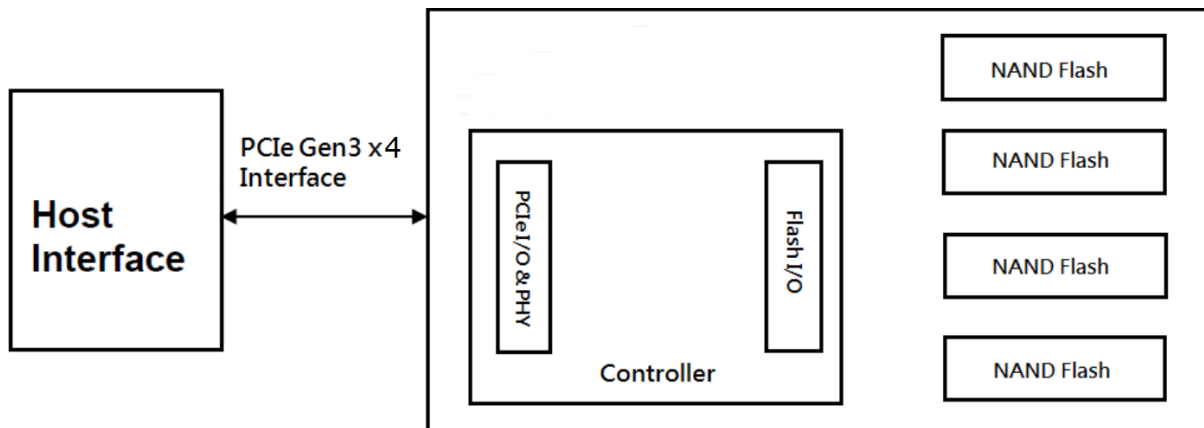 Host
Interface
PCIe Gen3 x4
Interface
PCIe I/O & PHY
Flash I/O
Controller
NAND Flash
NAND Flash
NAND Flash
NAND Flash